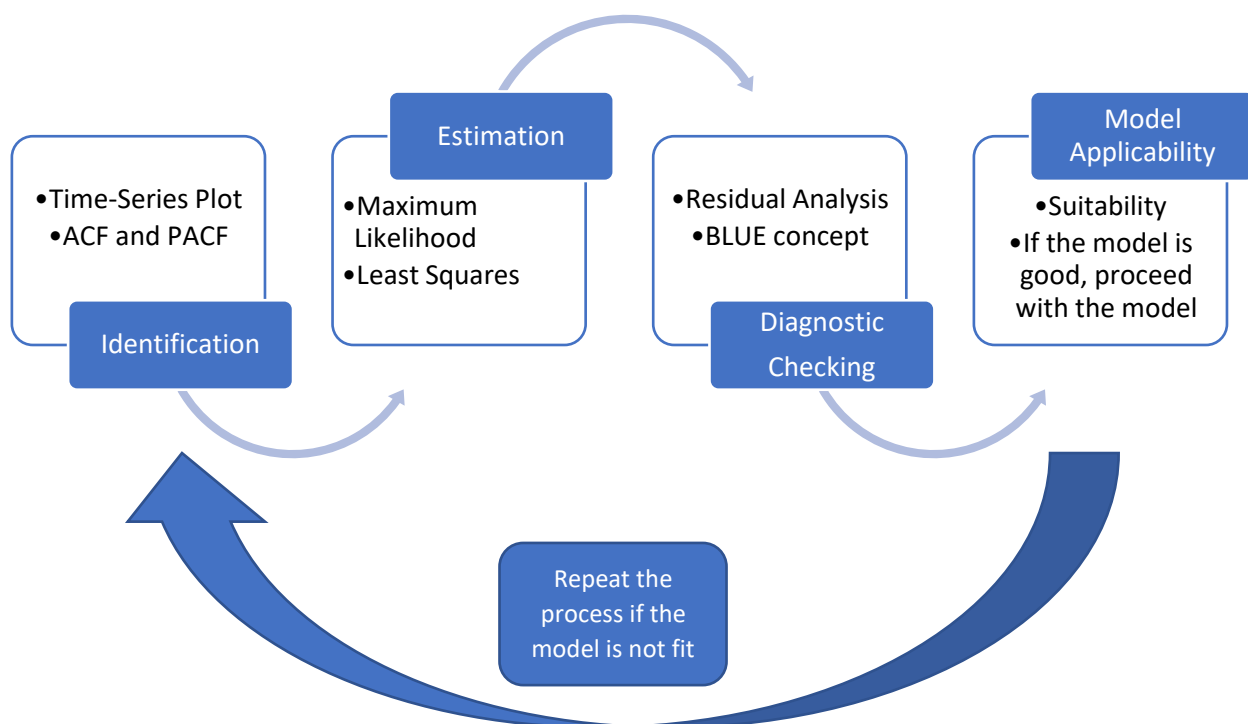 •Time-Series Plot
•ACF and PACF
Identification
Estimation
•Maximum
Likelihood
•Least Squares
•Residual Analysis
•BLUE concept
Diagnostic
Checking
Model
Applicability
•Suitability
•If the model is
good, proceed
with the model
Repeat the
process if the
model is not fit